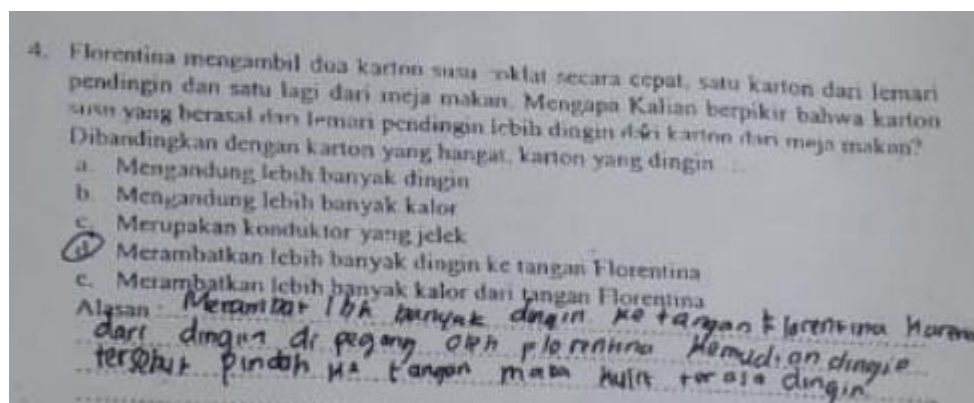 4. Florentina mengambil dua karton susu coklat secara cepat, satu karton dari lemari
pendingin dan satu lagi dari meja makan. Mengapa Kalian berpikir bahwa karton
susu yang berasal dari lemari pendingin lebih dingin dari karton dari meja makan?
Dibandingkan dengan karton yang hangat, karton yang dingin ...
a. Mengandung lebih banyak dingin
b. Mengandung lebih banyak kalor
c. Merupakan konduktor yang jelek
d. Merambatkan lebih banyak dingin ke tangan Florentina
e. Merambatkan lebih banyak kalor dari tangan Florentina
Alasan : Merambat lbh banyak dingin ke tangan Florentina Karena
dari dingin di pegang oleh Florentina Kemudian dingin
tersebut pindah ke tangan maka kulit terasa dingin